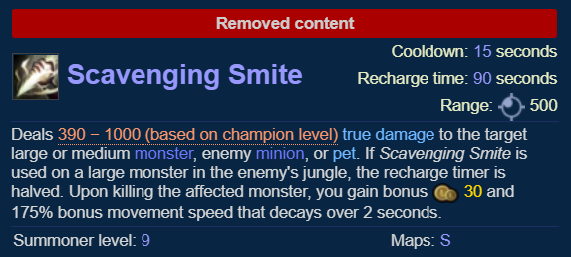 Removed content
Scavenging Smite
Cooldown: 15 seconds
Recharge time: 90 seconds
Range: 500
Deals 390 − 1000 (based on champion level) true damage to the target
large or medium monster, enemy minion, or pet. If Scavenging Smite is
used on a large monster in the enemy's jungle, the recharge timer is
halved. Upon killing the affected monster, you gain bonus 30 and
175% bonus movement speed that decays over 2 seconds.
Summoner level: 9
Maps: S